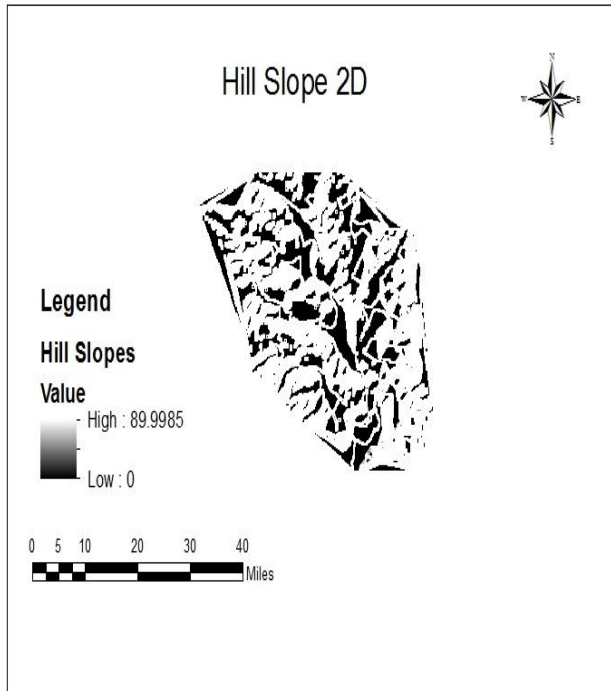 Hill Slope 2D
N
W E
S
Legend
Hill Slopes
Value
High : 89.9985
Low : 0
0 5 10 20 30 40
Miles